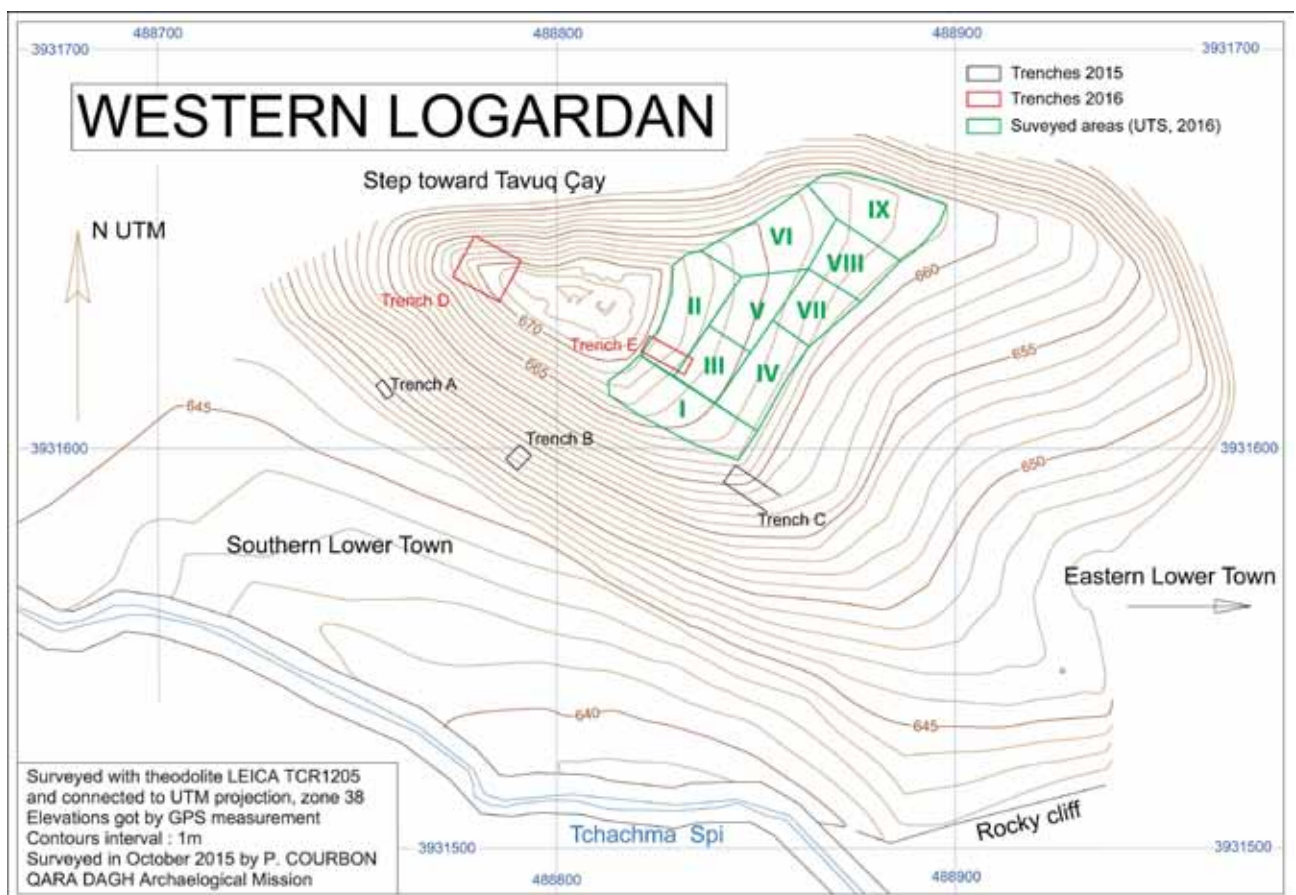 488700
488800
488900
3931700
3931700
WESTERN LOGARDAN
Trenches 2015
Trenches 2016
Suveyed areas (UTS, 2016)
Step toward Tavuq Çay
N UTM
IX
VI
VIII
II
V
VII
660
Trench D
670
Trench E
III
IV
655
665
Trench A
I
645
Trench B
3931600
3931600
650
Trench C
Southern Lower Town
Eastern Lower Town
640
645
Surveyed with theodolite LEICA TCR1205
and connected to UTM projection, zone 38
Elevations got by GPS measurement
Contours interval : 1m
Surveyed in October 2015 by P. COURBON
QARA DAGH Archaelogical Mission
Tchachma Spi
Rocky cliff
3931500
3931500
488800
488900